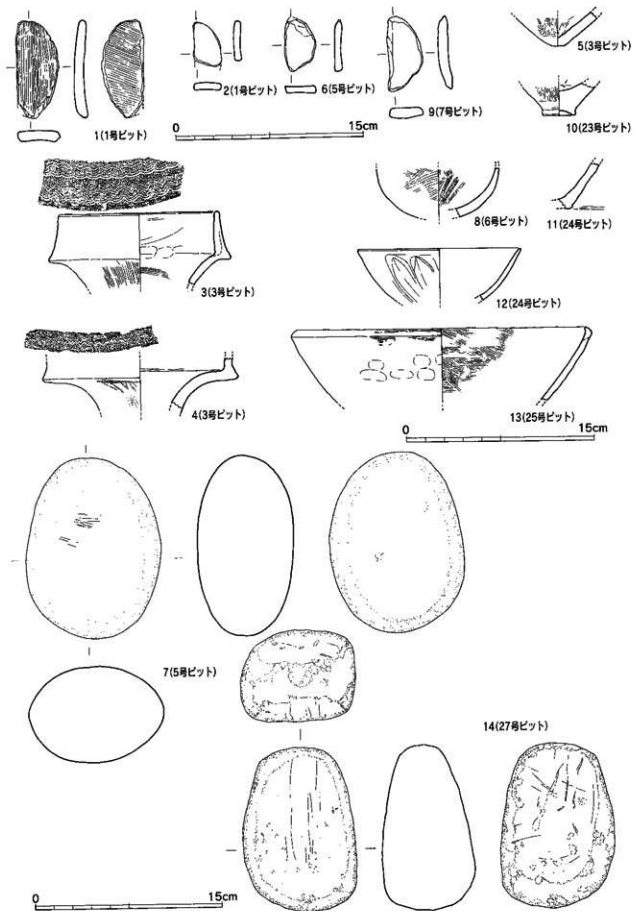 1(1号ピット)
2(1号ピット)
6(5号ピット)
9(7号ピット)
5(3号ピット)
10(23号ピット)
0 15cm
3(3号ピット)
8(6号ピット)
11(24号ピット)
12(24号ピット)
4(3号ピット)
13(25号ピット)
0 15cm
7(5号ピット)
14(27号ピット)
0 15cm